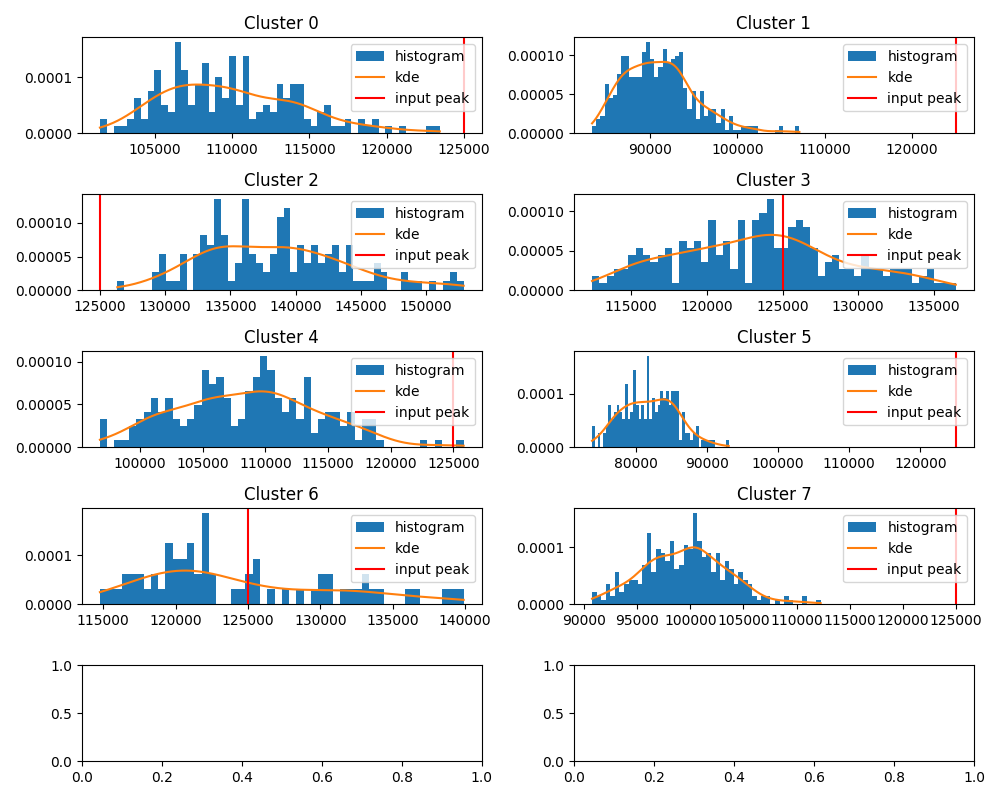 Cluster 0
0.0001
0.0000
105000 110000 115000 120000 125000
histogram
kde
input peak
Cluster 1
0.00010
0.00005
0.00000
90000 100000 110000 120000
histogram
kde
input peak
Cluster 2
0.00010
0.00005
0.00000
125000 130000 135000 140000 145000 150000
histogram
kde
input peak
Cluster 3
0.00010
0.00005
0.00000
115000 120000 125000 130000 135000
histogram
kde
input peak
Cluster 4
0.00010
0.00005
0.00000
100000 105000 110000 115000 120000 125000
histogram
kde
input peak
Cluster 5
0.0001
0.0000
80000 90000 100000 110000 120000
histogram
kde
input peak
Cluster 6
0.0001
0.0000
115000 120000 125000 130000 135000 140000
histogram
kde
input peak
Cluster 7
0.0001
0.0000
90000 95000 100000 105000 110000 115000 120000 125000
histogram
kde
input peak
1.0
0.5
0.0
0.0 0.2 0.4 0.6 0.8 1.0
1.0
0.5
0.0
0.0 0.2 0.4 0.6 0.8 1.0